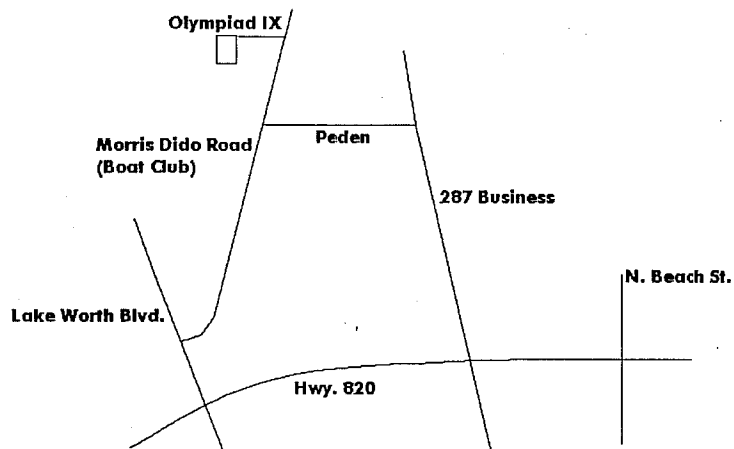 Olympiad IX
Peden
Morris Dido Road
(Boat Club)
287 Business
N. Beach St.
Lake Worth Blvd.
Hwy. 820